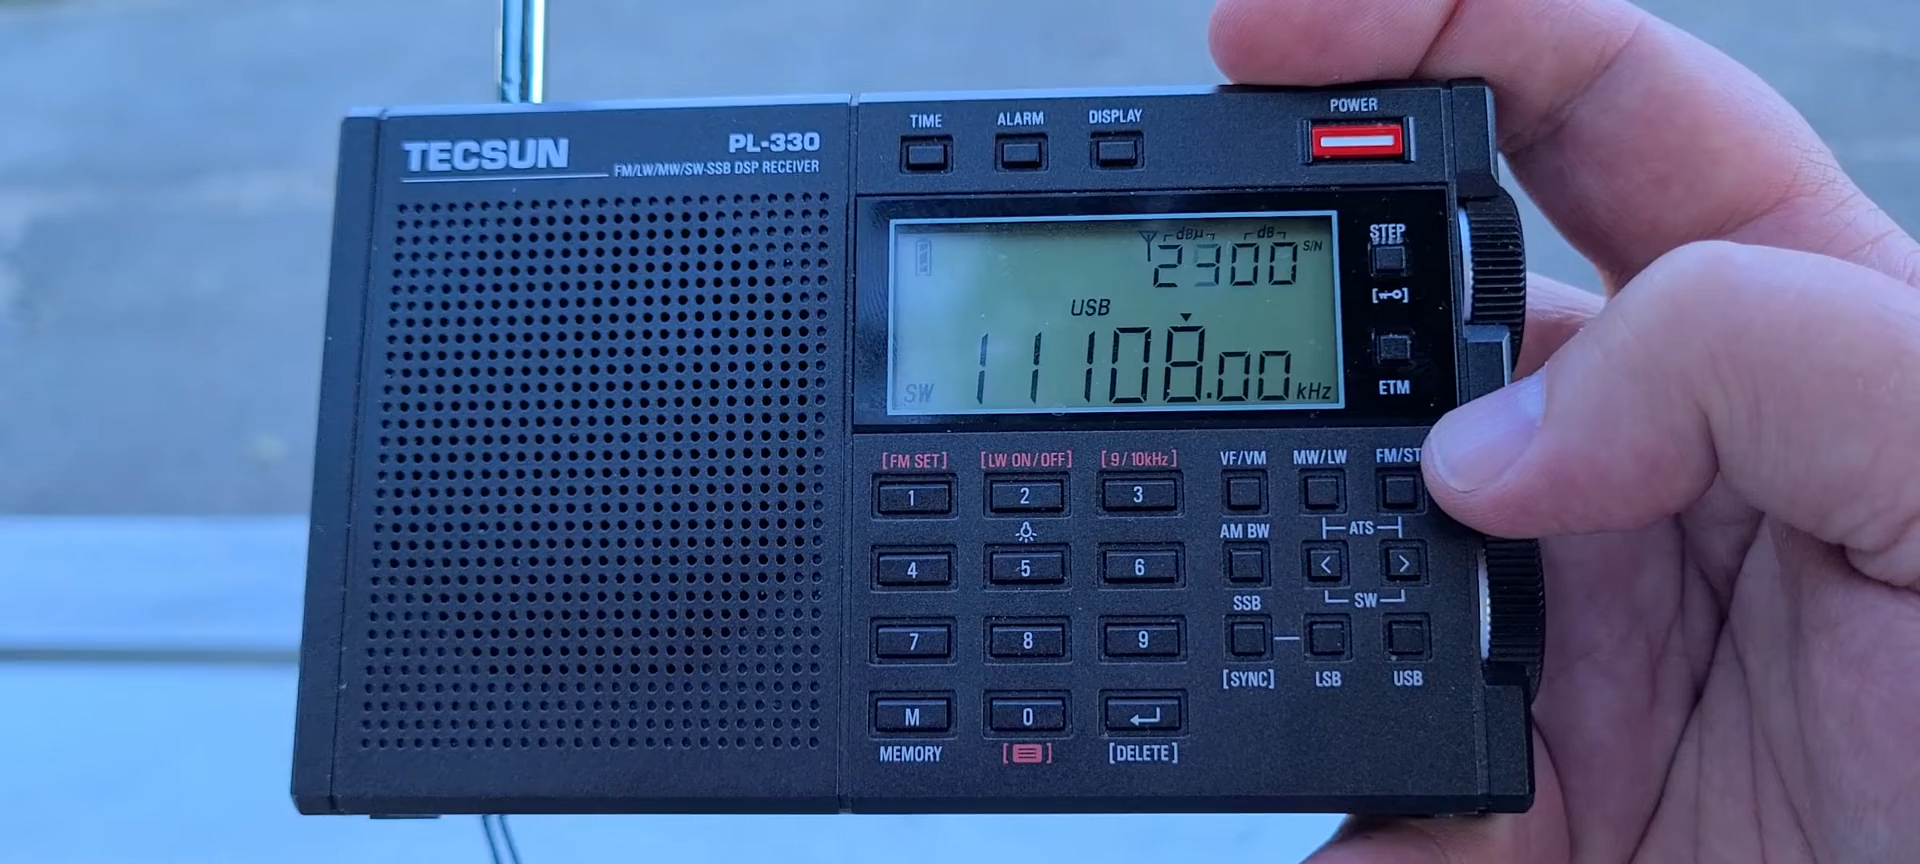 TECSUN
PL-330
FM/LW/MW/SW-SSB DSP RECEIVER
TIME ALARM DISPLAY POWER
dBµ dB
2300 S/N
USB
11108.00 kHz
SW
STEP
ETM
[FM SET] [LW ON/OFF] [9/10kHz] VF/VM MW/LW FM/ST
1 2 3
AM BW ATS
4 5 6 < >
SSB SW
7 8 9
[SYNC] LSB USB
M 0
MEMORY [DELETE]